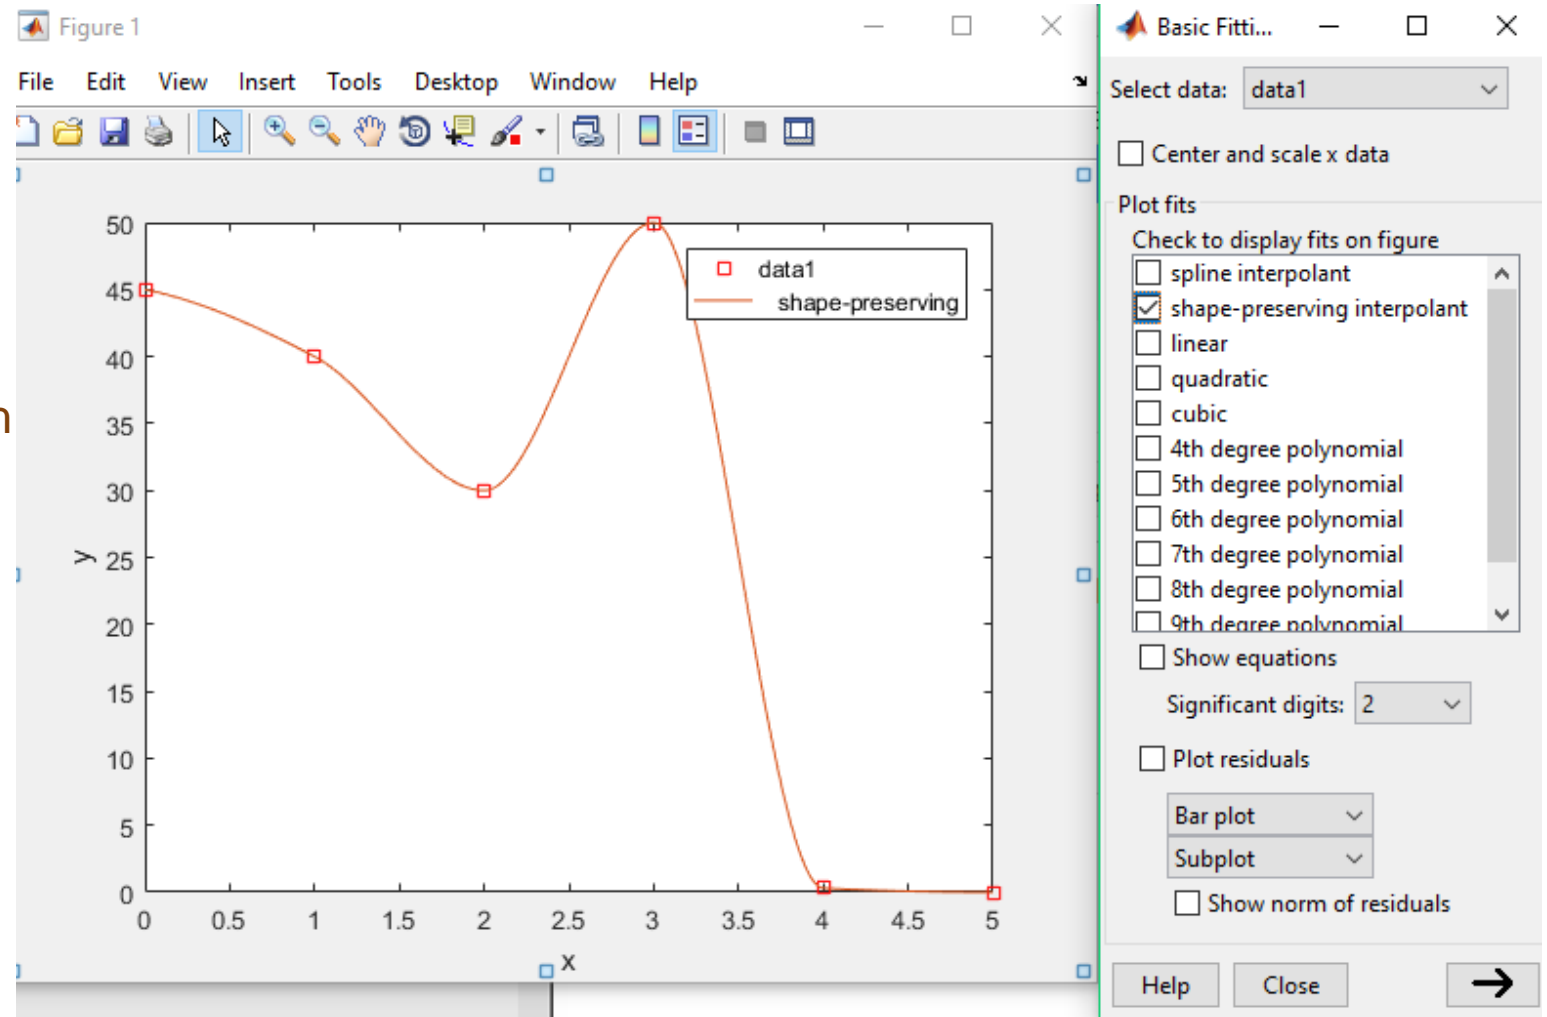 Figure 1
File Edit View Insert Tools Desktop Window Help
50
45
40
35
30
25
20
15
10
5
0
y
data1
shape-preserving
0 0.5 1 1.5 2 2.5 3 3.5 4 4.5 5
x
n
Basic Fitti...
Select data: data1
Center and scale x data
Plot fits
Check to display fits on figure
spline interpolant
shape-preserving interpolant
linear
quadratic
cubic
4th degree polynomial
5th degree polynomial
6th degree polynomial
7th degree polynomial
8th degree polynomial
9th degree polynomial
Show equations
Significant digits: 2
Plot residuals
Bar plot
Subplot
Show norm of residuals
Help Close